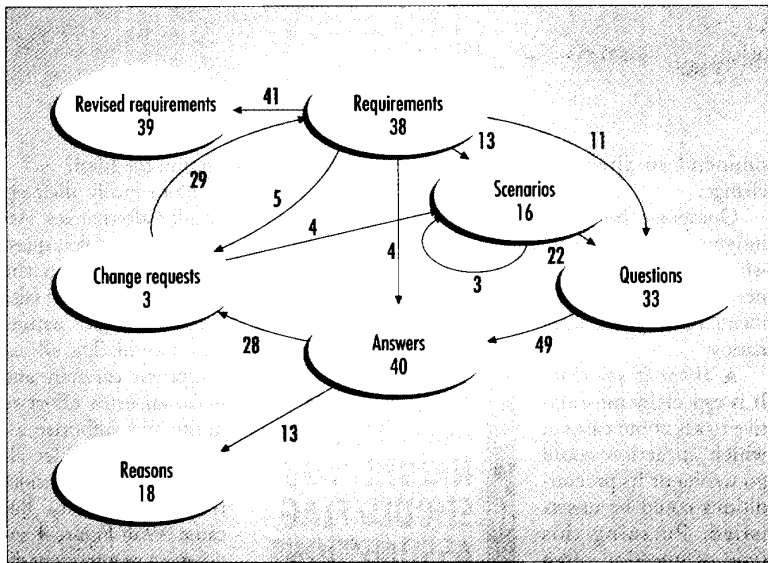 41
Revised requirements
39
Requirements
38
13
11
29
Scenarios
16
5
4
4
Change requests
3
3
22
Questions
33
28
Answers
40
49
13
Reasons
18